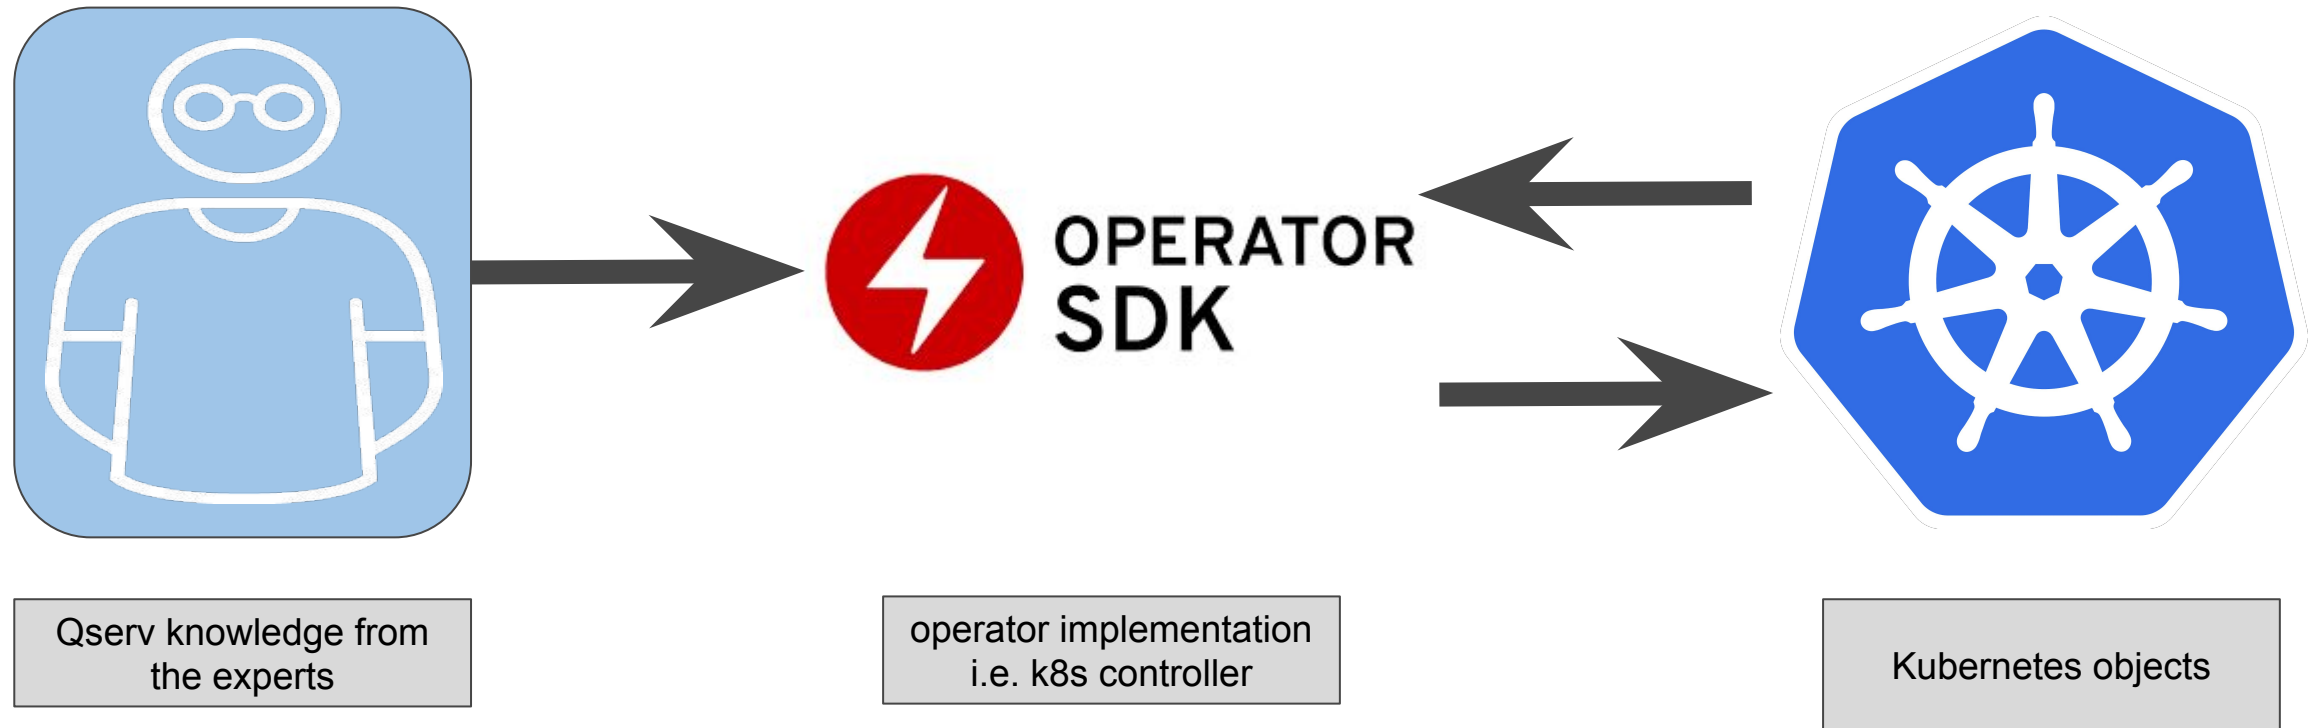 OPERATOR
SDK
Qserv knowledge from
the experts
operator implementation
i.e. k8s controller
Kubernetes objects